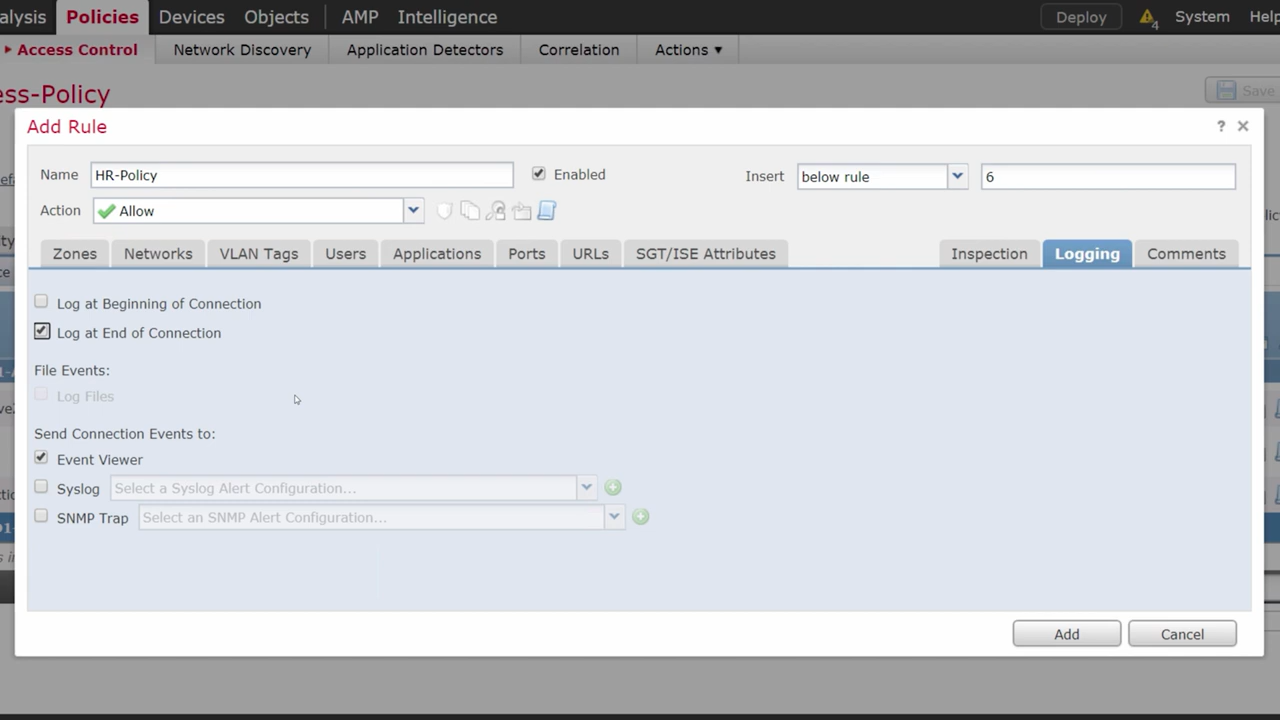 alysis Policies Devices Objects AMP Intelligence Deploy 4 System Help
Access Control Network Discovery Application Detectors Correlation Actions
ess-Policy Save
Add Rule ?
Name HR-Policy Enabled Insert below rule 6
Action Allow
Zones Networks VLAN Tags Users Applications Ports URLs SGT/ISE Attributes Inspection Logging Comments
Log at Beginning of Connection
Log at End of Connection
File Events:
Log Files
Send Connection Events to:
Event Viewer
Syslog Select a Syslog Alert Configuration...
SNMP Trap Select an SNMP Alert Configuration...
Add Cancel